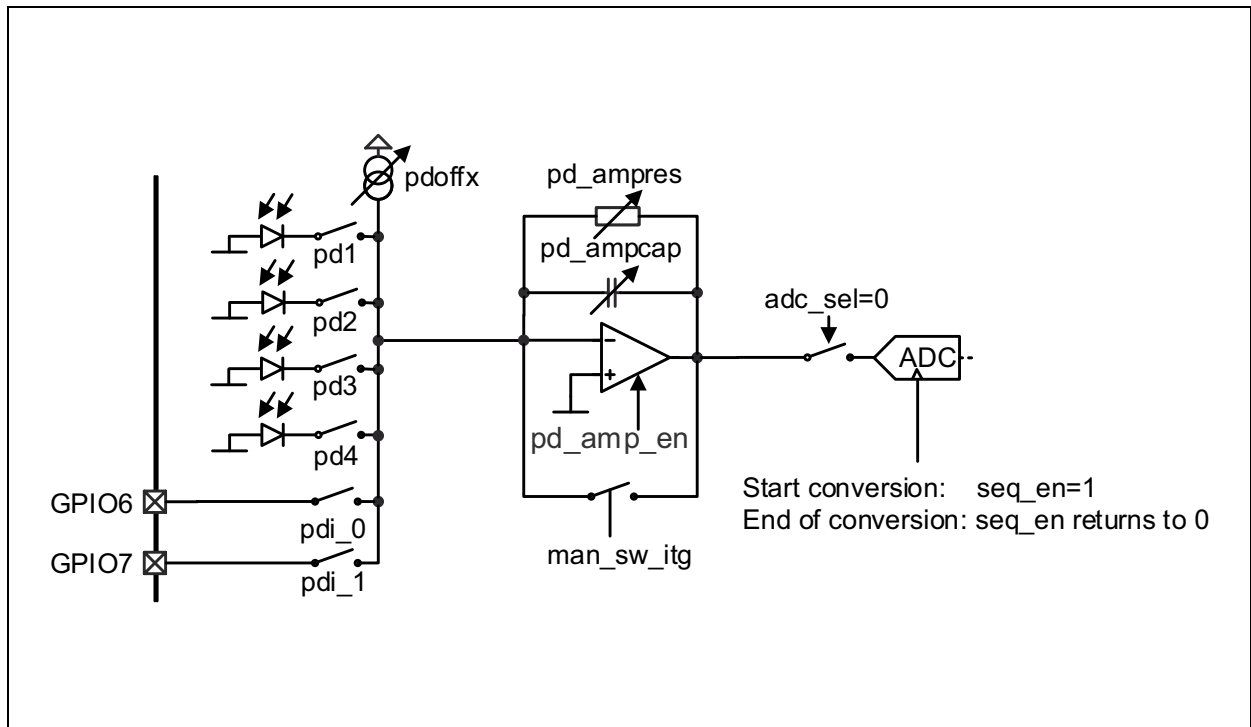 pdoffx
pd_ampres
pd1
pd_ampcap
pd2
adc_sel=0
pd3
ADC
pd4
pd_amp_en
GPIO6
pdi_0
GPIO7
pdi_1
man_sw_itg
Start conversion: seq_en=1
End of conversion: seq_en returns to 0